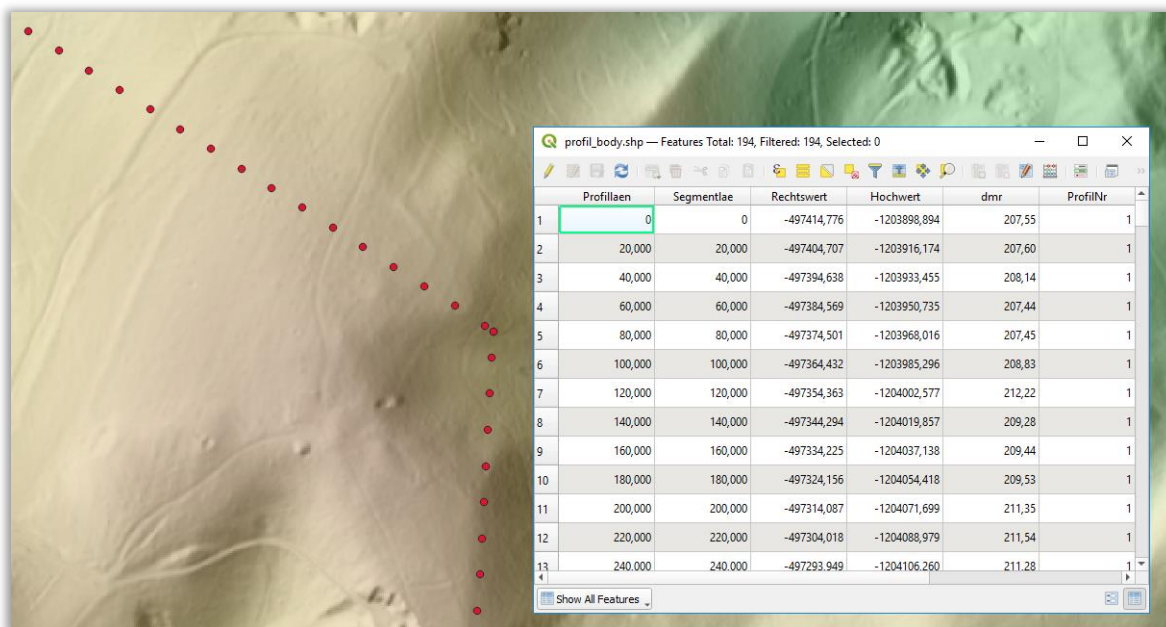 profil_body.shp — Features Total: 194, Filtered: 194, Selected: 0
Profillaen Segmentlae Rechtswert Hochwert dmr ProfilNr
1 0 0 -497414,776 -1203898,894 207,55 1
2 20,000 20,000 -497404,707 -1203916,174 207,60 1
3 40,000 40,000 -497394,638 -1203933,455 208,14 1
4 60,000 60,000 -497384,569 -1203950,735 207,44 1
5 80,000 80,000 -497374,501 -1203968,016 207,45 1
6 100,000 100,000 -497364,432 -1203985,296 208,83 1
7 120,000 120,000 -497354,363 -1204002,577 212,22 1
8 140,000 140,000 -497344,294 -1204019,857 209,28 1
9 160,000 160,000 -497334,225 -1204037,138 209,44 1
10 180,000 180,000 -497324,156 -1204054,418 209,53 1
11 200,000 200,000 -497314,087 -1204071,699 211,35 1
12 220,000 220,000 -497304,018 -1204088,979 211,54 1
13 240,000 240,000 -497293,949 -1204106,260 211,28 1
Show All Features